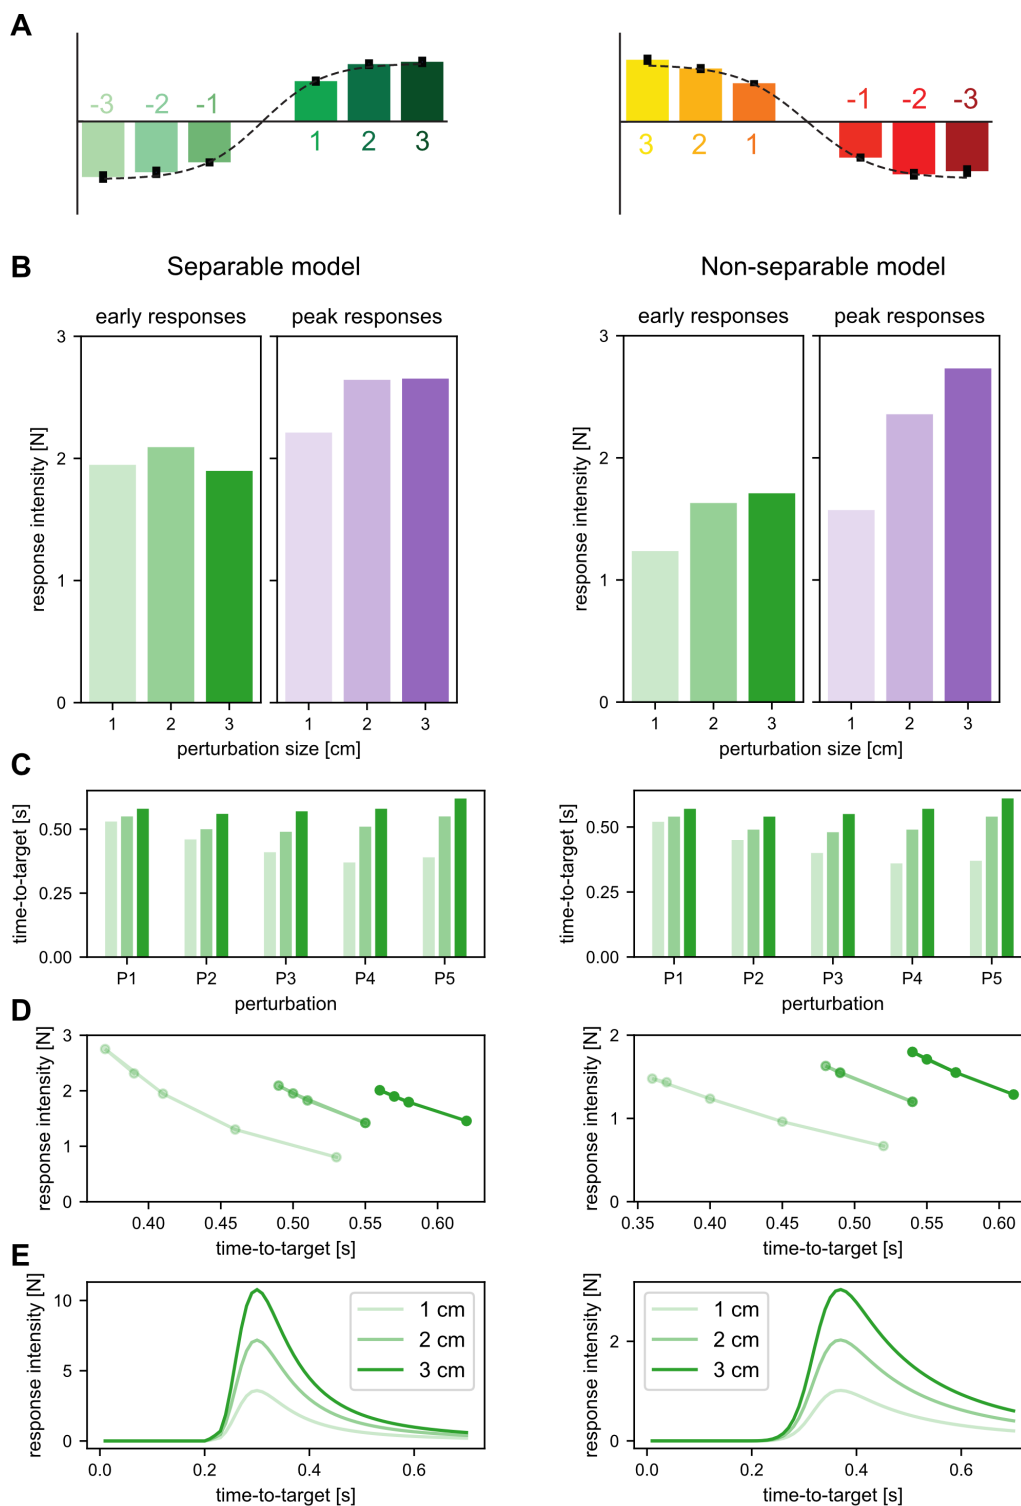 A
-3 -2 -1
1 2 3
3 2 1
-1 -2 -3
B
Separable model
Non-separable model
early responses
peak responses
early responses
peak responses
response intensity [N]
3
2
1
0
1 2 3
1 2 3
perturbation size [cm]
response intensity [N]
3
2
1
0
1 2 3
1 2 3
perturbation size [cm]
C
time-to-target [s]
0.50
0.25
0.00
P1 P2 P3 P4 P5
perturbation
time-to-target [s]
0.50
0.25
0.00
P1 P2 P3 P4 P5
perturbation
D
response intensity [N]
3
2
1
0
0.40 0.45 0.50 0.55 0.60
time-to-target [s]
response intensity [N]
2
1
0
0.35 0.40 0.45 0.50 0.55 0.60
time-to-target [s]
E
response intensity [N]
10
5
0
1 cm
2 cm
3 cm
0.0 0.2 0.4 0.6
time-to-target [s]
response intensity [N]
2
0
1 cm
2 cm
3 cm
0.0 0.2 0.4 0.6
time-to-target [s]